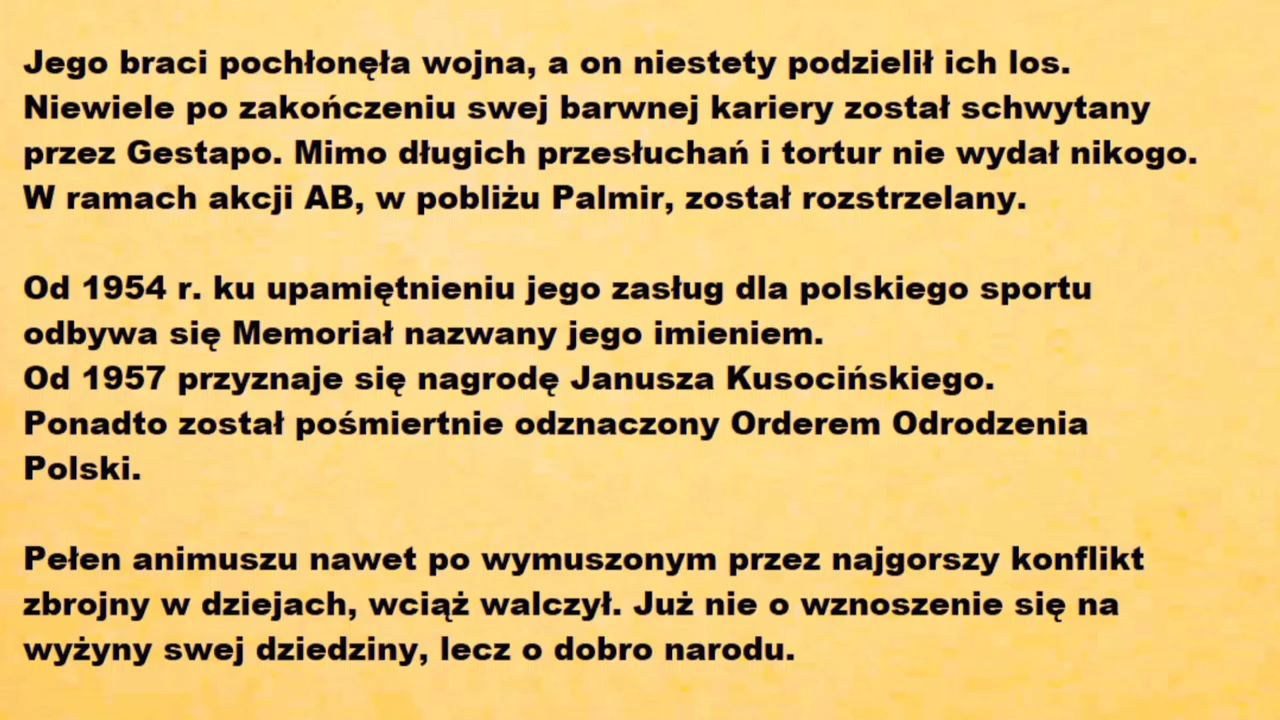 Jego braci pochłonęła wojna, a on niestety podzielił ich los.
Niewiele po zakończeniu swej barwnej kariery został schwytany
przez Gestapo. Mimo długich przesłuchań i tortur nie wydał nikogo.
W ramach akcji AB, w pobliżu Palmir, został rozstrzelany.
Od 1954 r. ku upamiętnieniu jego zasług dla polskiego sportu
odbywa się Memoriał nazwany jego imieniem.
Od 1957 przyznaje się nagrodę Janusza Kusocińskiego.
Ponadto został pośmiertnie odznaczony Orderem Odrodzenia
Polski.
Pełen animuszu nawet po wymuszonym przez najgorszy konflikt
zbrojny w dziejach, wciąż walczył. Już nie o wznoszenie się na
wyżyny swej dziedziny, lecz o dobro narodu.